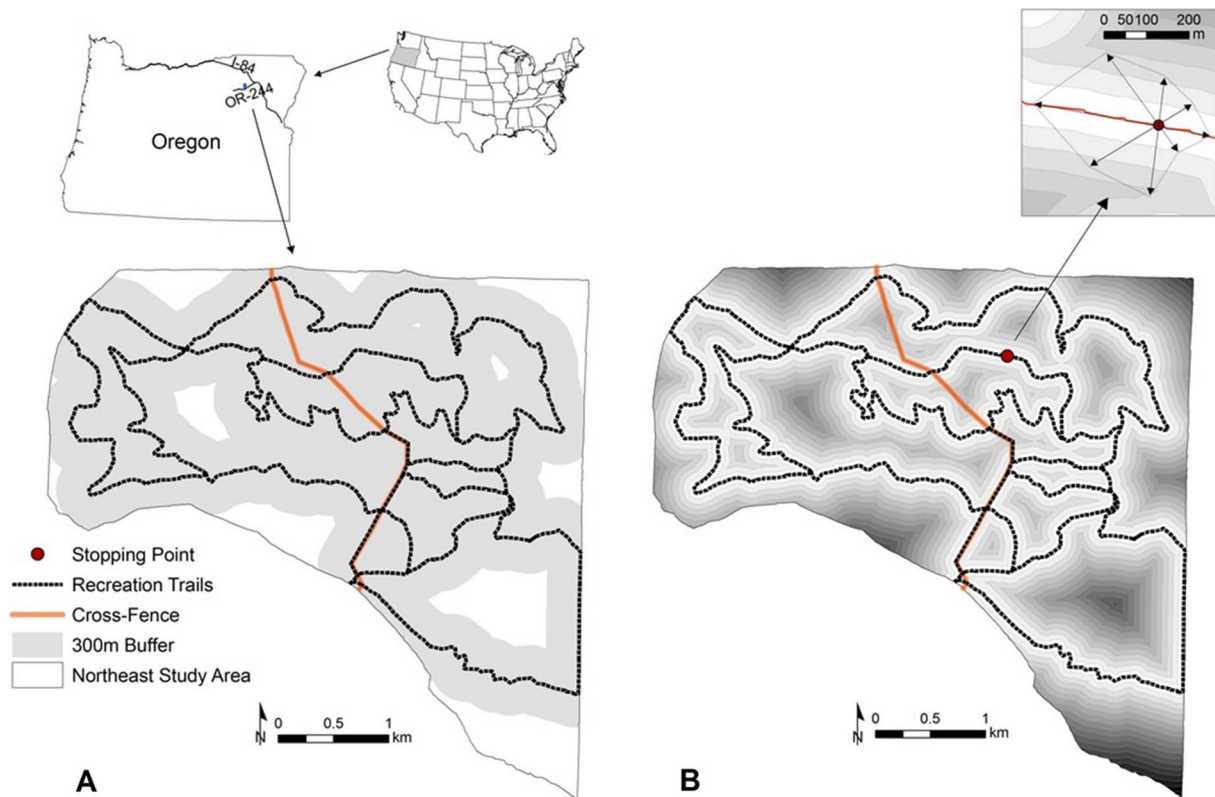 I-84
OR-244
Oregon
0 50100 200
m
Stopping Point
Recreation Trails
Cross-Fence
300m Buffer
Northeast Study Area
N
0 0.5 1
km
A
N
0 0.5 1
km
B